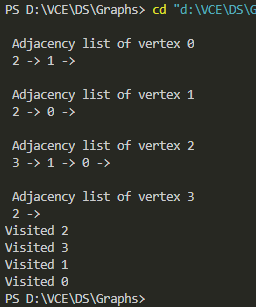 PS D:\VCE\DS\Graphs> cd "d:\VCE\DS\G
Adjacency list of vertex 0
2 -> 1 ->
Adjacency list of vertex 1
2 -> 0 ->
Adjacency list of vertex 2
3 -> 1 -> 0 ->
Adjacency list of vertex 3
2 ->
Visited 2
Visited 3
Visited 1
Visited 0
PS D:\VCE\DS\Graphs>